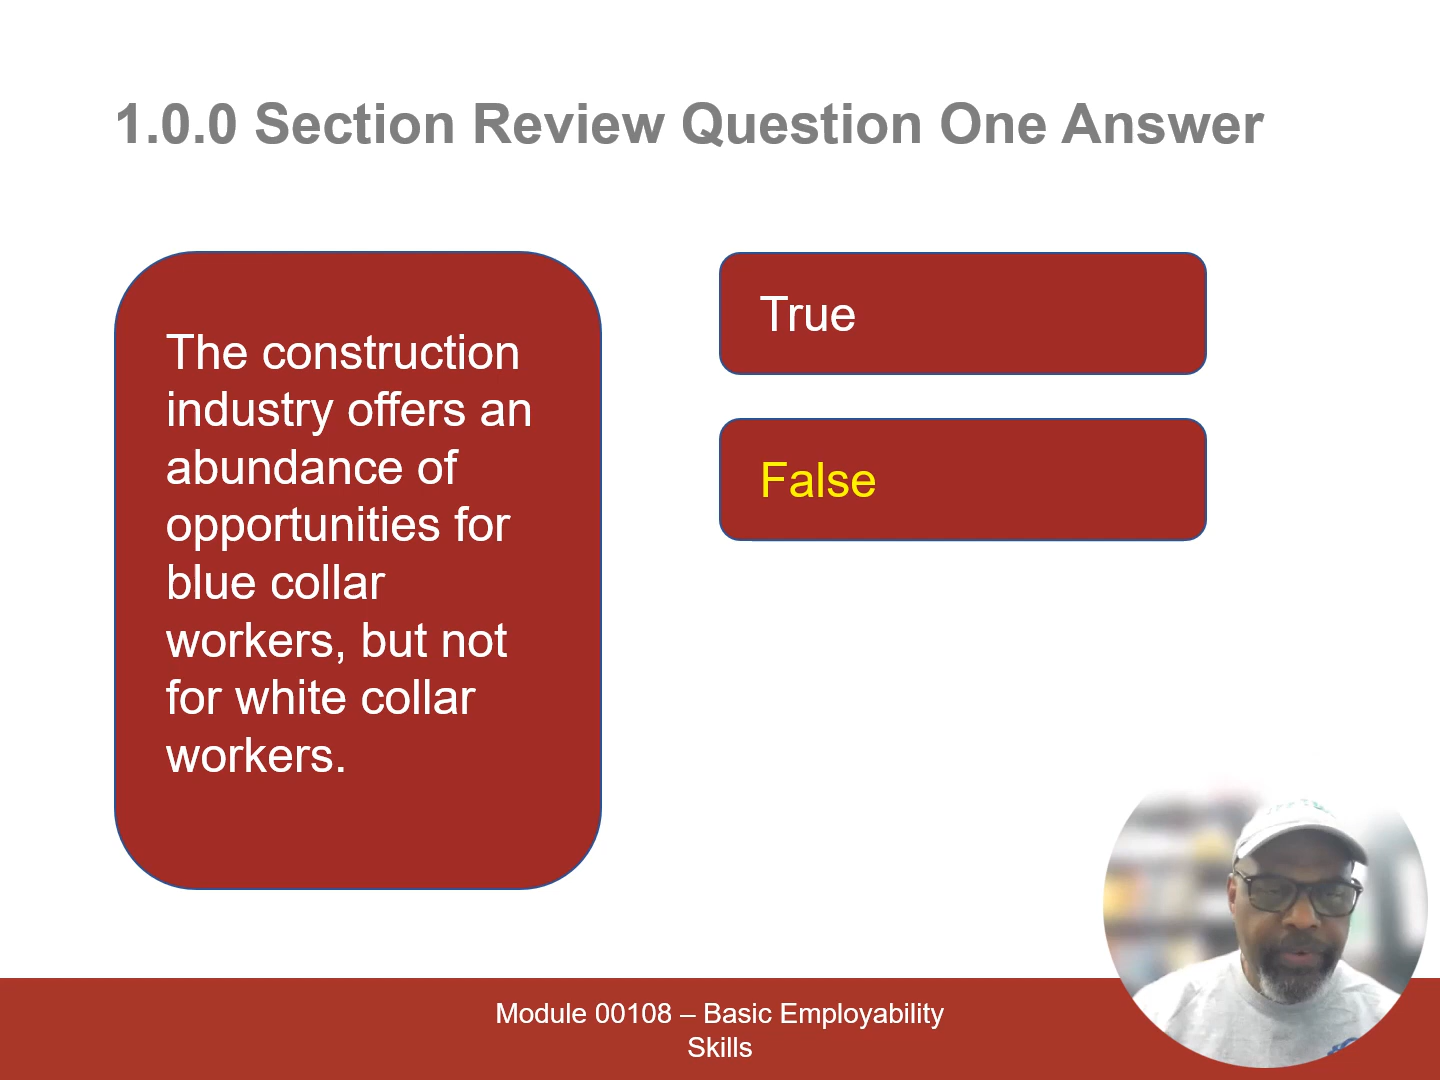 1.0.0 Section Review Question One Answer
The construction
industry offers an
abundance of
opportunities for
blue collar
workers, but not
for white collar
workers.
True
False
Module 00108 – Basic Employability
Skills